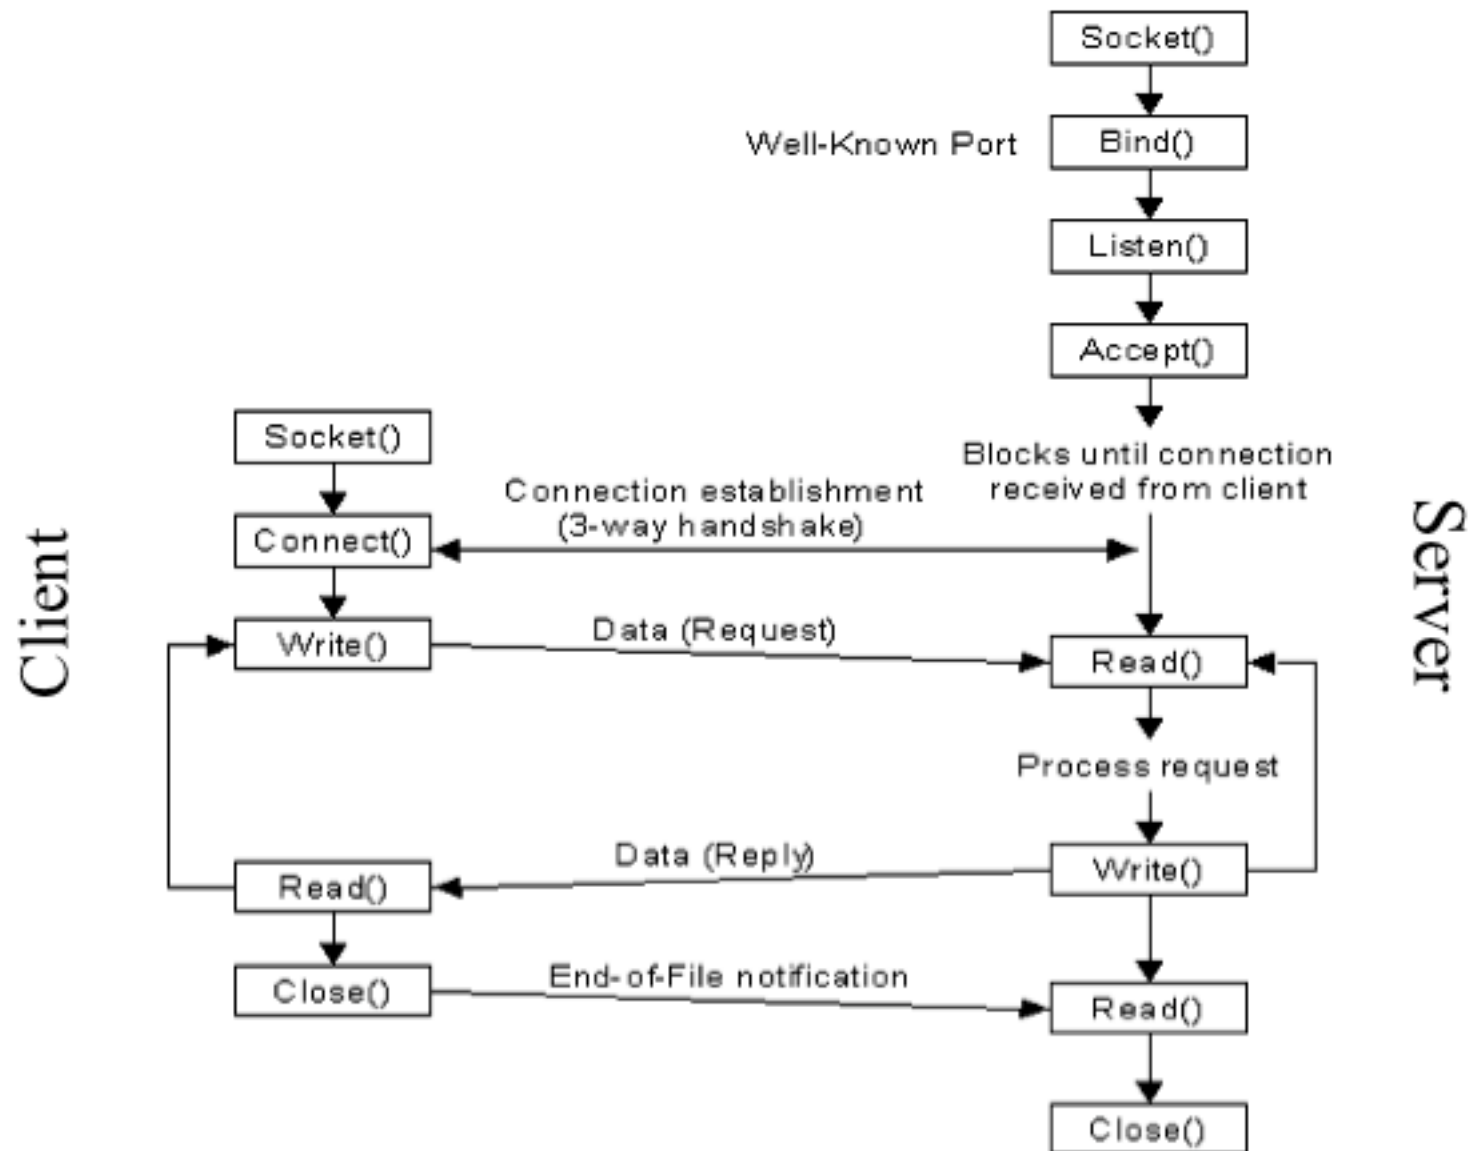 Socket()
Well-Known Port
Bind()
Listen()
Accept()
Socket()
Blocks until connection
received from client
Connection establishment
(3-way handshake)
Connect()
Client
Server
Write()
Data (Request)
Read()
Process request
Data (Reply)
Write()
Read()
Close()
End-of-File notification
Read()
Close()